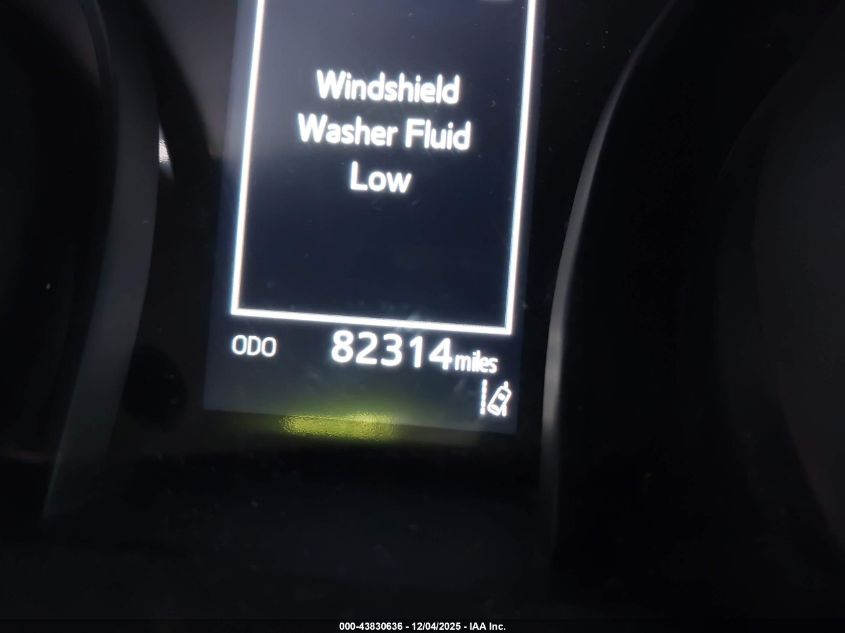 Windshield
Washer Fluid
Low
ODO 82314 miles
000-43830636 - 12/04/2025 - IAA Inc.